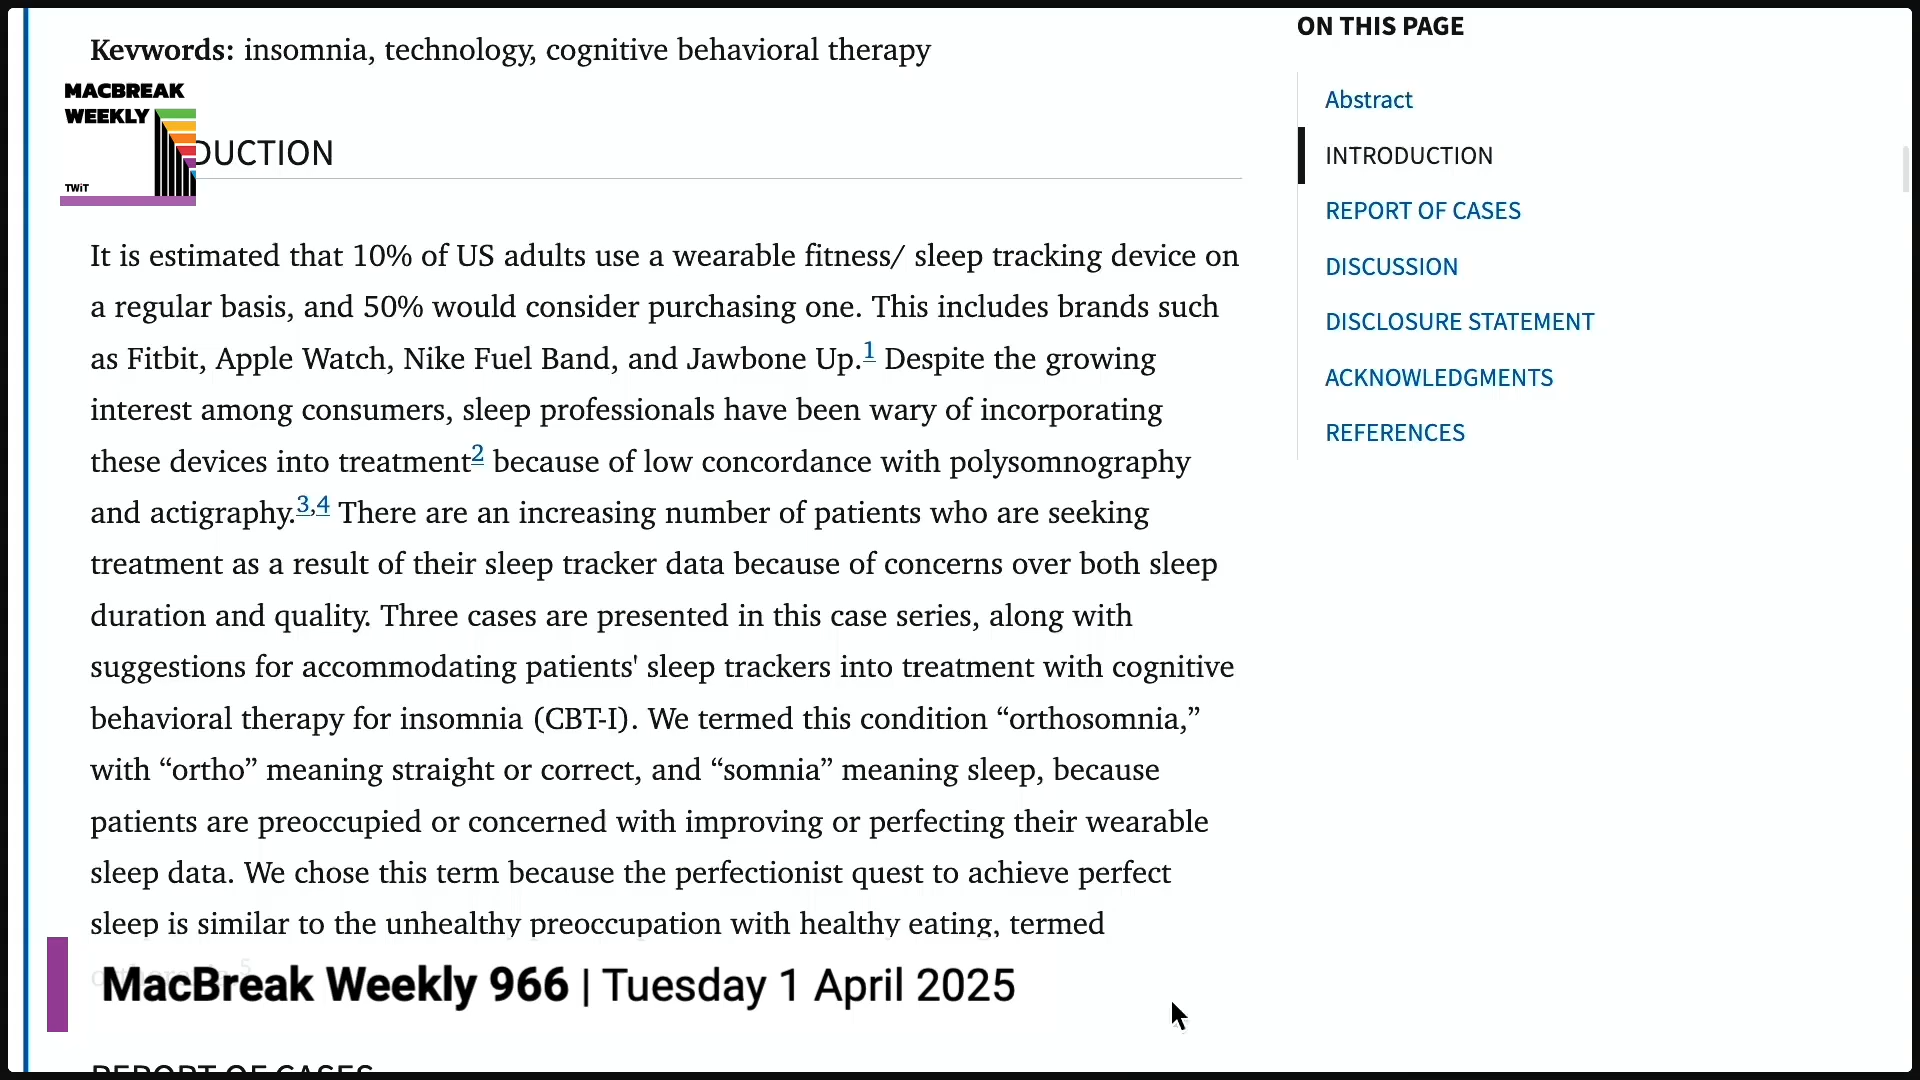 Keywords: insomnia, technology, cognitive behavioral therapy
MACBREAK
WEEKLY
TWiT
DUCTION
It is estimated that 10% of US adults use a wearable fitness/ sleep tracking device on
a regular basis, and 50% would consider purchasing one. This includes brands such
as Fitbit, Apple Watch, Nike Fuel Band, and Jawbone Up.1 Despite the growing
interest among consumers, sleep professionals have been wary of incorporating
these devices into treatment2 because of low concordance with polysomnography
and actigraphy.3,4 There are an increasing number of patients who are seeking
treatment as a result of their sleep tracker data because of concerns over both sleep
duration and quality. Three cases are presented in this case series, along with
suggestions for accommodating patients' sleep trackers into treatment with cognitive
behavioral therapy for insomnia (CBT-I). We termed this condition “orthosomnia,”
with “ortho” meaning straight or correct, and “somnia” meaning sleep, because
patients are preoccupied or concerned with improving or perfecting their wearable
sleep data. We chose this term because the perfectionist quest to achieve perfect
sleep is similar to the unhealthy preoccupation with healthy eating, termed
MacBreak Weekly 966 | Tuesday 1 April 2025
REPORT OF CASES
ON THIS PAGE
Abstract
INTRODUCTION
REPORT OF CASES
DISCUSSION
DISCLOSURE STATEMENT
ACKNOWLEDGMENTS
REFERENCES